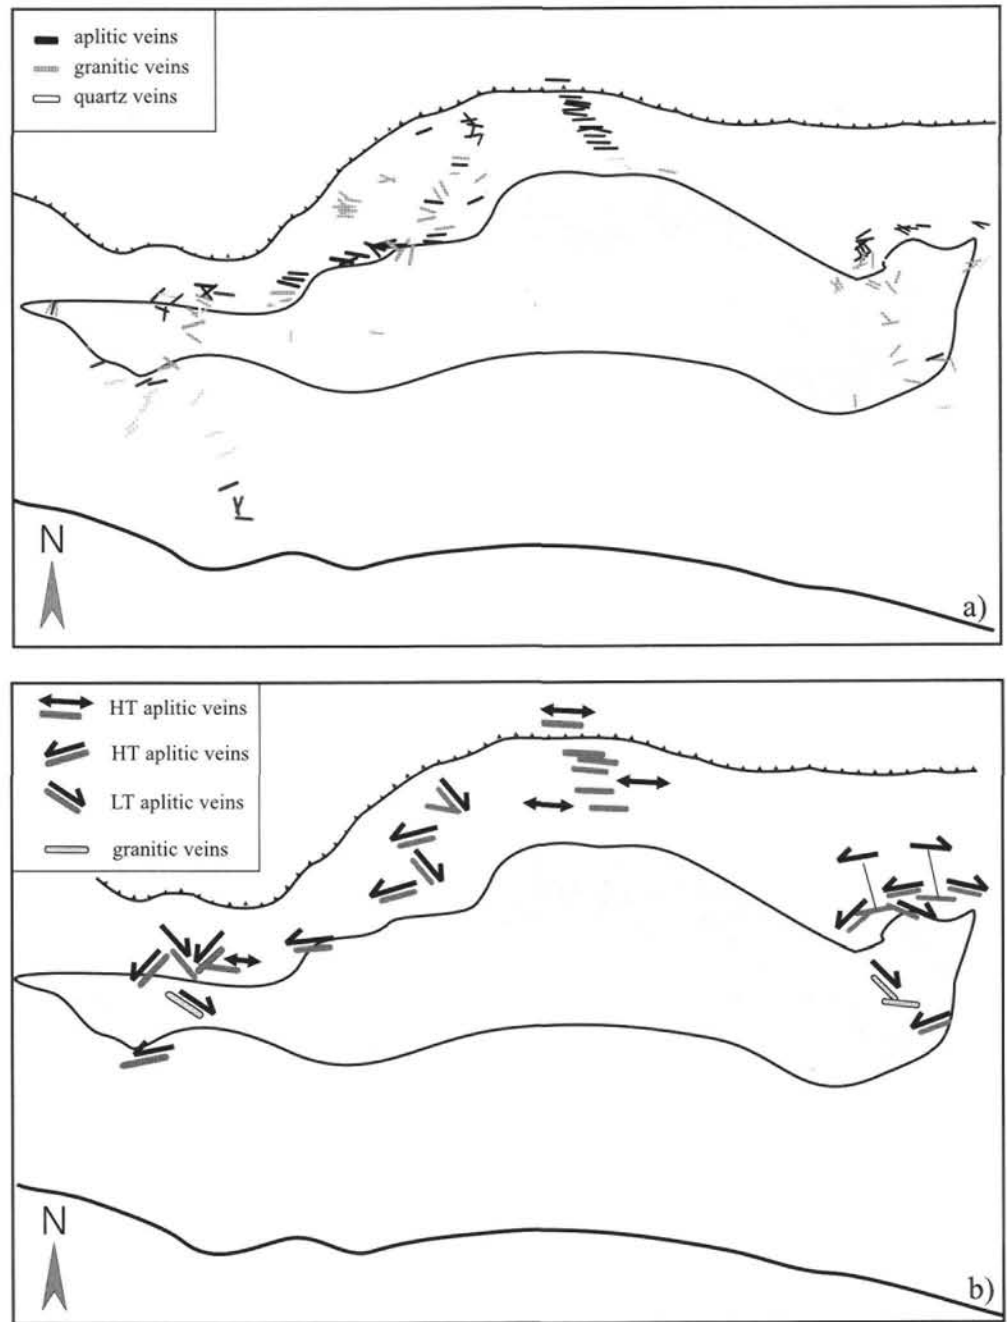 aplitic veins
granitic veins
quartz veins
N
a)
HT aplitic veins
HT aplitic veins
LT aplitic veins
granitic veins
N
b)